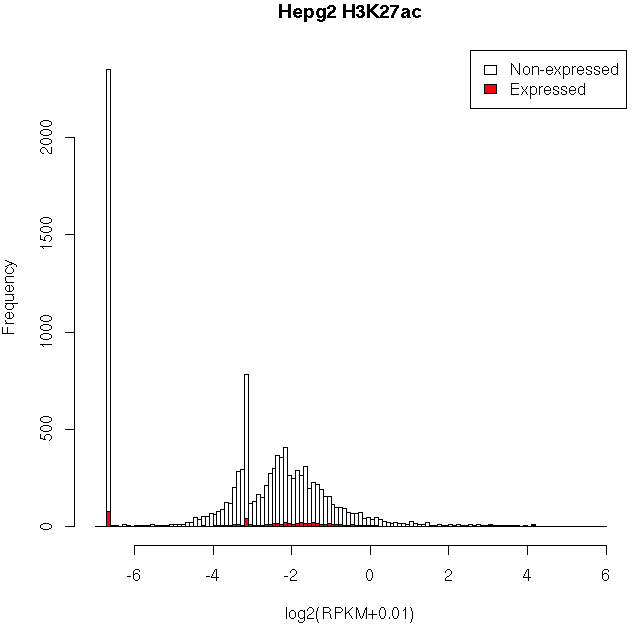 Hepg2 H3K27ac
Non-expressed
Expressed
Frequency
2000
1500
1000
500
0
-6 -4 -2 0 2 4 6
log2(RPKM+0.01)